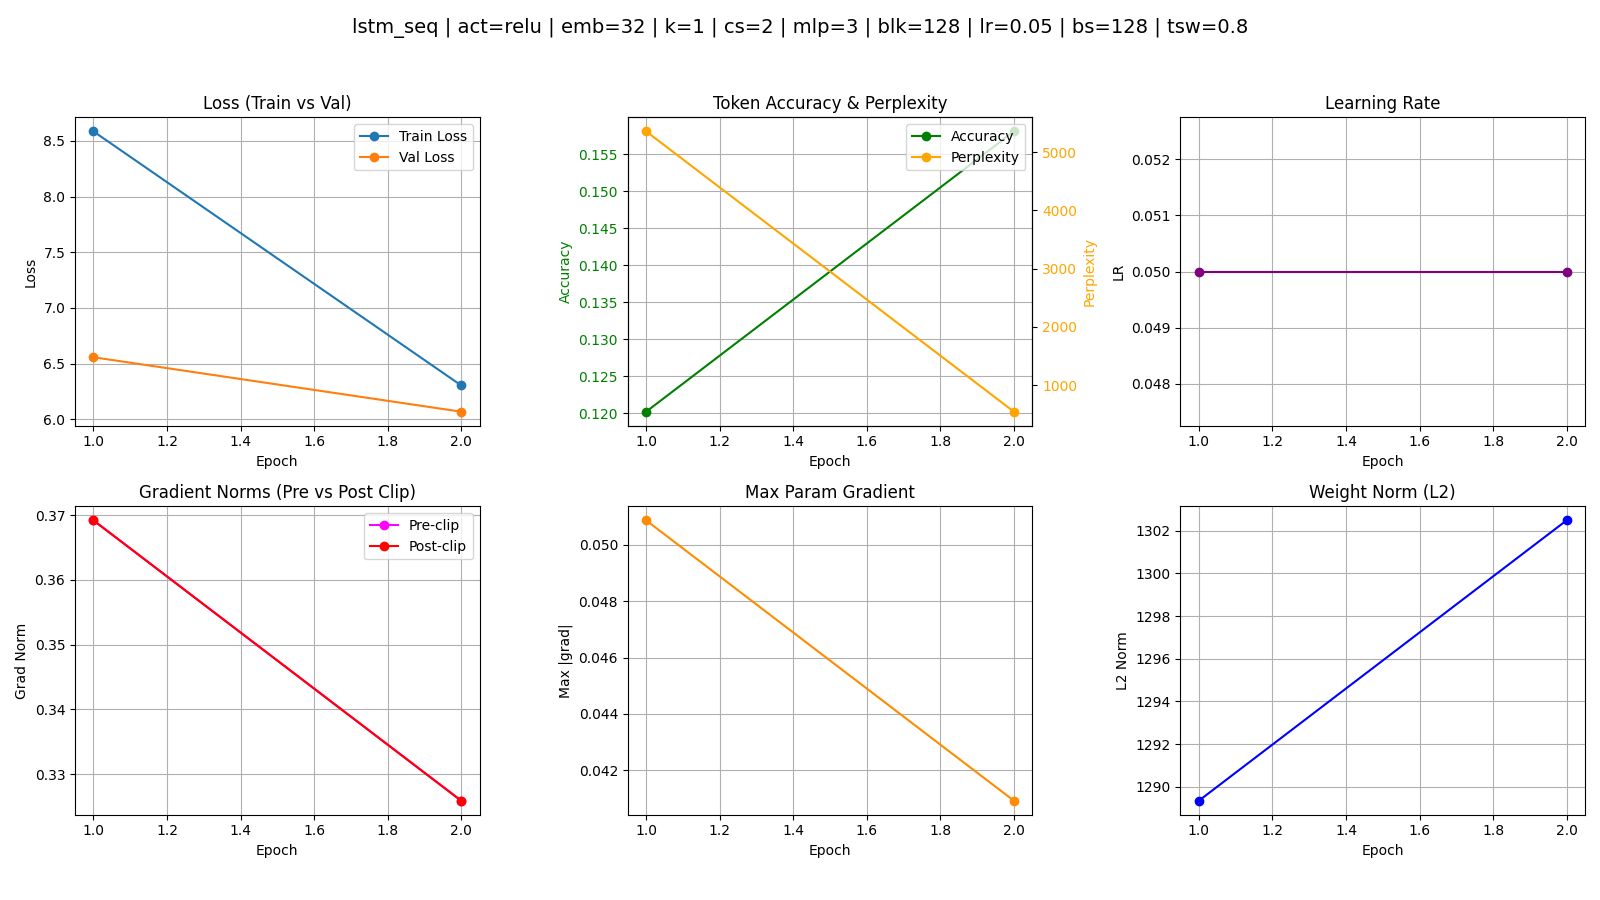 lstm_seq | act=relu | emb=32 | k=1 | cs=2 | mlp=3 | blk=128 | lr=0.05 | bs=128 | tsw=0.8
Loss (Train vs Val)
Train Loss
Val Loss
8.5
8.0
7.5
7.0
6.5
6.0
Loss
1.0 1.2 1.4 1.6 1.8 2.0
Epoch
Token Accuracy & Perplexity
Accuracy
Perplexity
0.155
0.150
0.145
0.140
0.135
0.130
0.125
0.120
Accuracy
5000
4000
3000
2000
1000
Perplexity
1.0 1.2 1.4 1.6 1.8 2.0
Epoch
Learning Rate
0.052
0.051
0.050
0.049
0.048
LR
1.0 1.2 1.4 1.6 1.8 2.0
Epoch
Gradient Norms (Pre vs Post Clip)
Pre-clip
Post-clip
0.37
0.36
0.35
0.34
0.33
Grad Norm
1.0 1.2 1.4 1.6 1.8 2.0
Epoch
Max Param Gradient
0.050
0.048
0.046
0.044
0.042
Max |grad|
1.0 1.2 1.4 1.6 1.8 2.0
Epoch
Weight Norm (L2)
1302
1300
1298
1296
1294
1292
1290
L2 Norm
1.0 1.2 1.4 1.6 1.8 2.0
Epoch